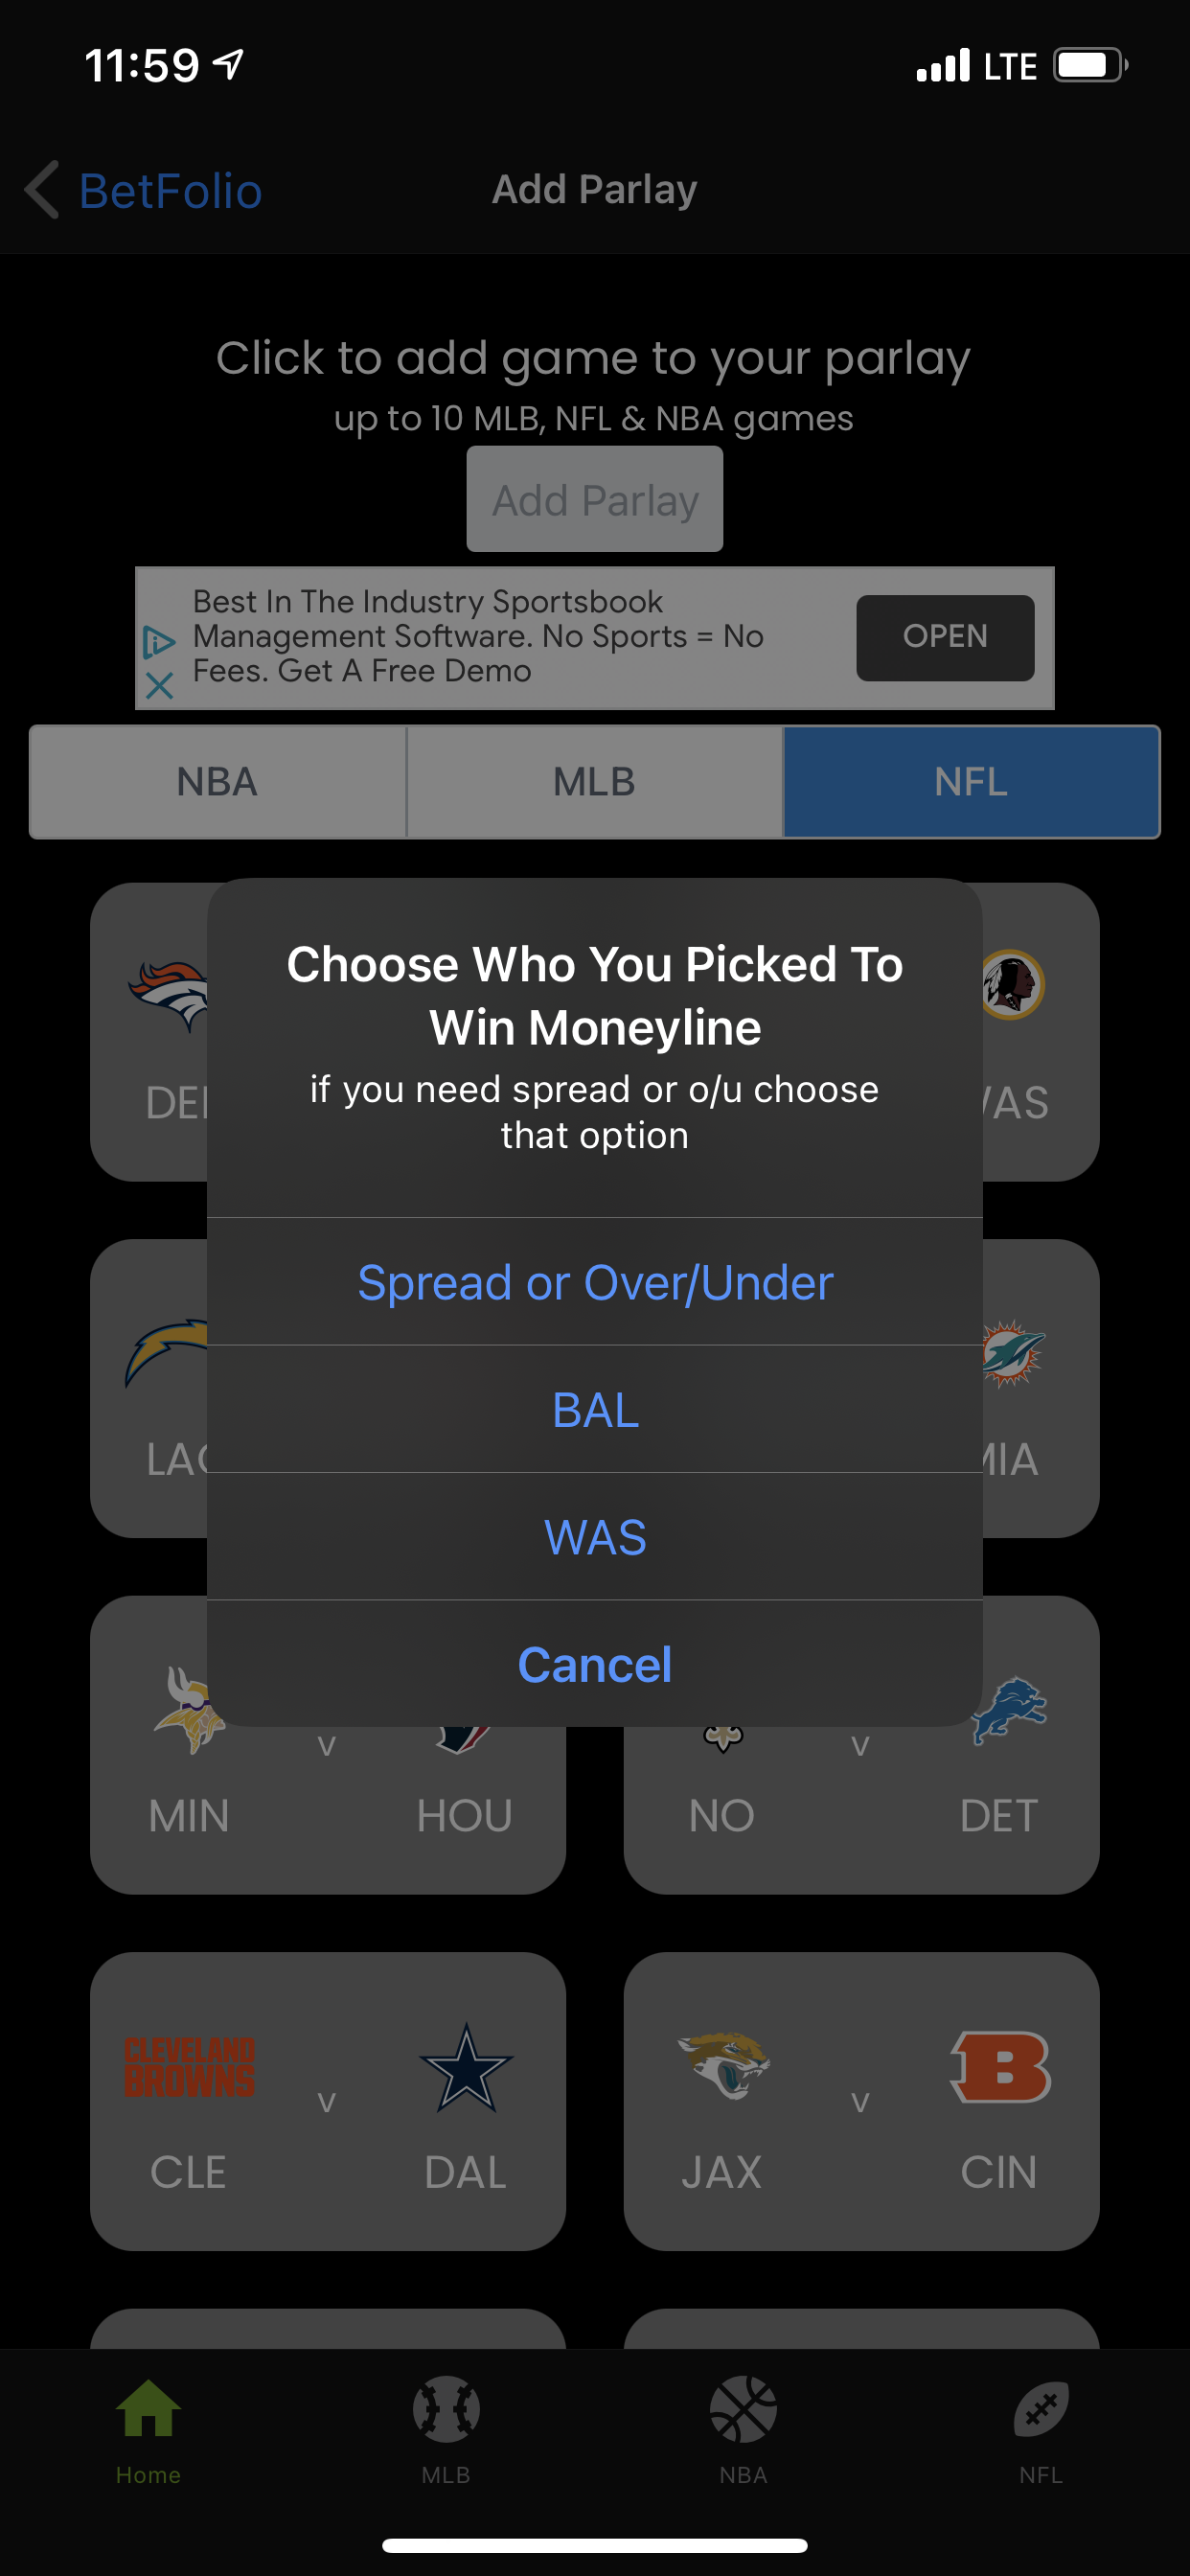 11:59
LTE
BetFolio
Add Parlay
Click to add game to your parlay
up to 10 MLB, NFL & NBA games
Add Parlay
Best In The Industry Sportsbook
Management Software. No Sports = No
Fees. Get A Free Demo
OPEN
NBA
MLB
NFL
Choose Who You Picked To
Win Moneyline
if you need spread or o/u choose
that option
Spread or Over/Under
BAL
WAS
Cancel
MIN
v
HOU
NO
v
DET
CLEVELAND
BROWNS
CLE
v
DAL
JAX
v
B
CIN
Home
MLB
NBA
NFL